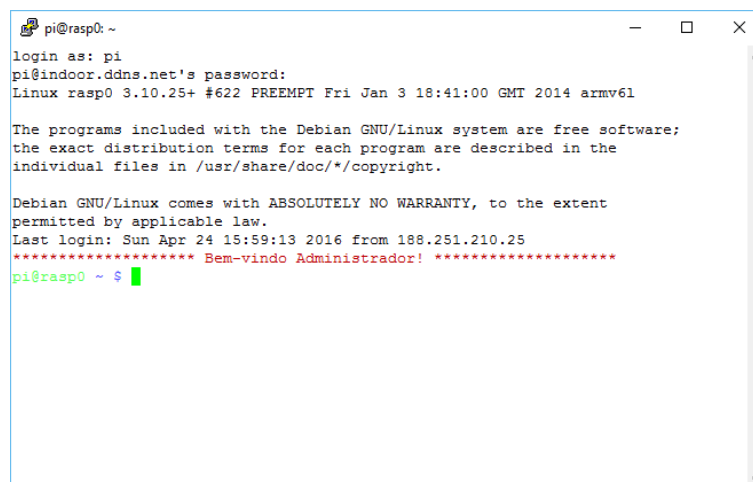 pi@rasp0: ~
login as: pi
pi@indoor.ddns.net's password:
Linux rasp0 3.10.25+ #622 PREEMPT Fri Jan 3 18:41:00 GMT 2014 armv6l
The programs included with the Debian GNU/Linux system are free software;
the exact distribution terms for each program are described in the
individual files in /usr/share/doc/*/copyright.
Debian GNU/Linux comes with ABSOLUTELY NO WARRANTY, to the extent
permitted by applicable law.
Last login: Sun Apr 24 15:59:13 2016 from 188.251.210.25
******************** Bem-vindo Administrador! ********************
pi@rasp0 ~ $